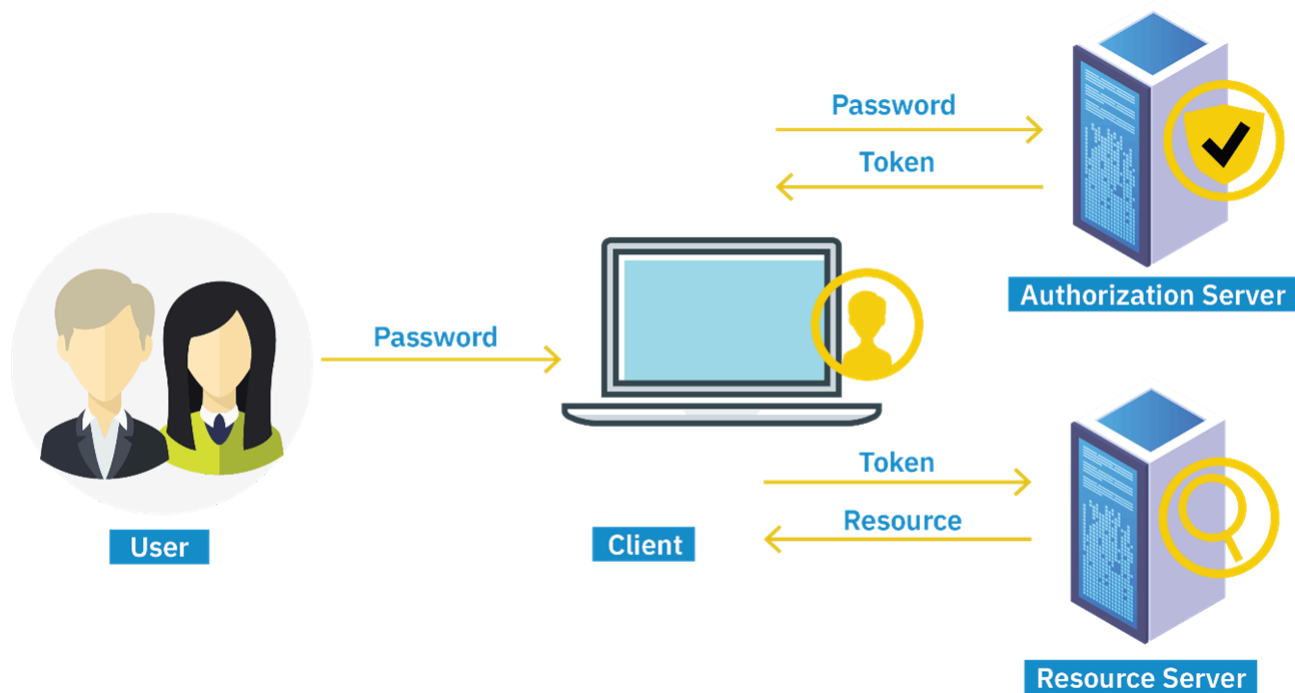 Password
Token
Authorization Server
Password
Token
Resource
User
Client
Resource Server